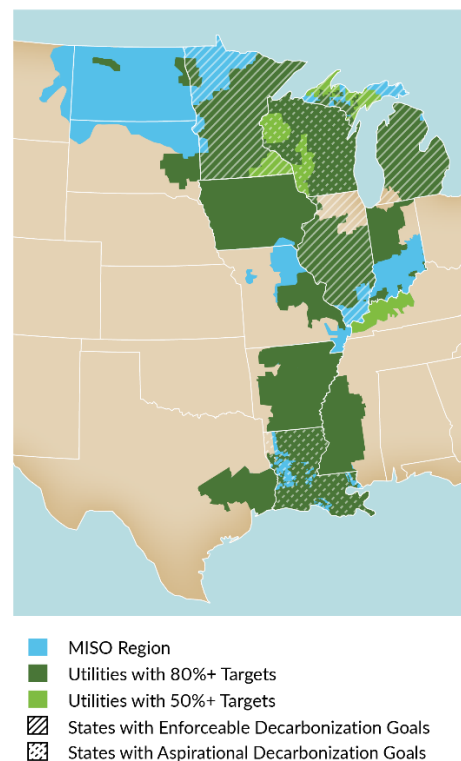 MISO Region
Utilities with 80%+ Targets
Utilities with 50%+ Targets
States with Enforceable Decarbonization Goals
States with Aspirational Decarbonization Goals